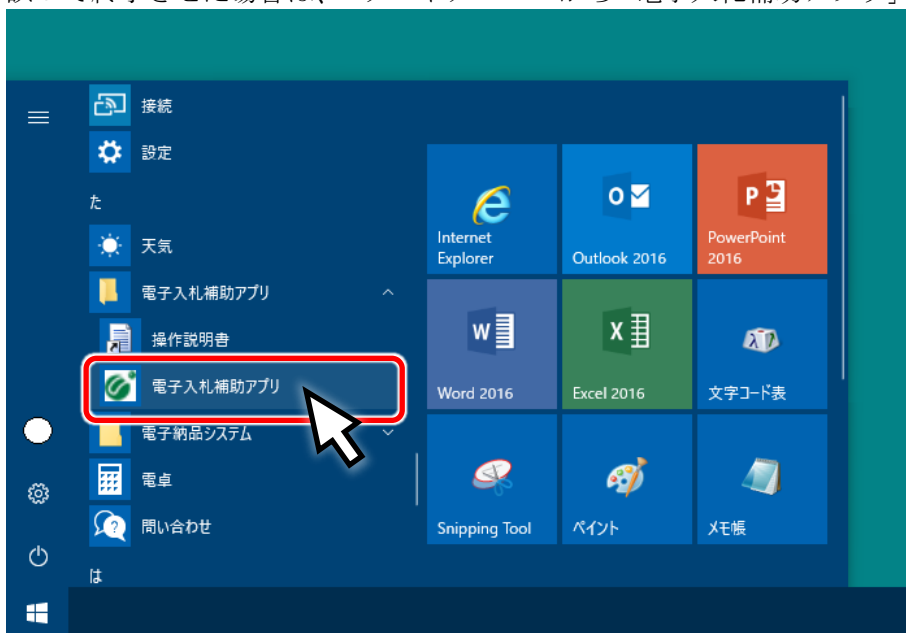 接続
設定
た
天気
電子入札補助アプリ
操作説明書
電子入札補助アプリ
電子納品システム
電卓
問い合わせ
は
Internet
Explorer
Outlook 2016
PowerPoint
2016
Word 2016
Excel 2016
文字コード表
Snipping Tool
ペイント
メモ帳